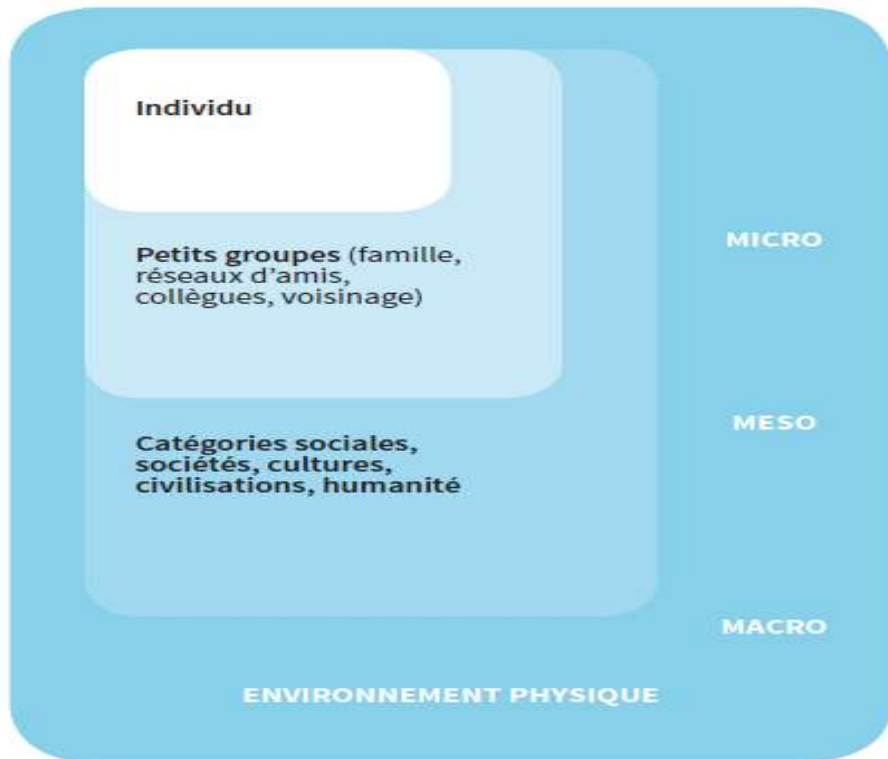 Individu
MICRO
Petits groupes (famille,
réseaux d’amis,
collègues, voisinage)
MESO
Catégories sociales,
sociétés, cultures,
civilisations, humanité
MACRO
ENVIRONNEMENT PHYSIQUE